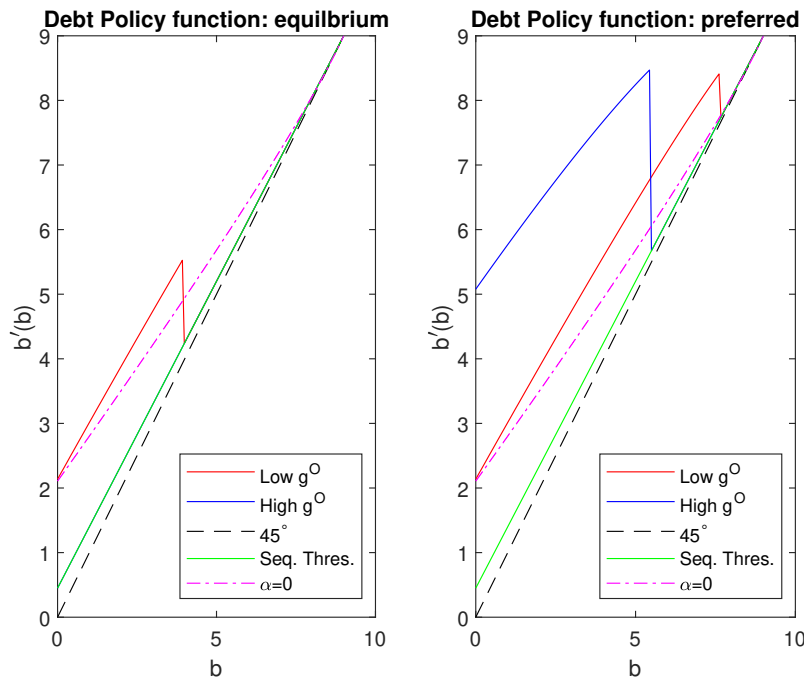 Debt Policy function: equilbrium
9
8
7
6
5
4
3
2
1
0
b′(b)
0
5
10
b
Low g^O
High g^O
45°
Seq. Thres.
α=0
Debt Policy function: preferred
9
8
7
6
5
4
3
2
1
0
b′(b)
0
5
10
b
Low g^O
High g^O
45°
Seq. Thres.
α=0